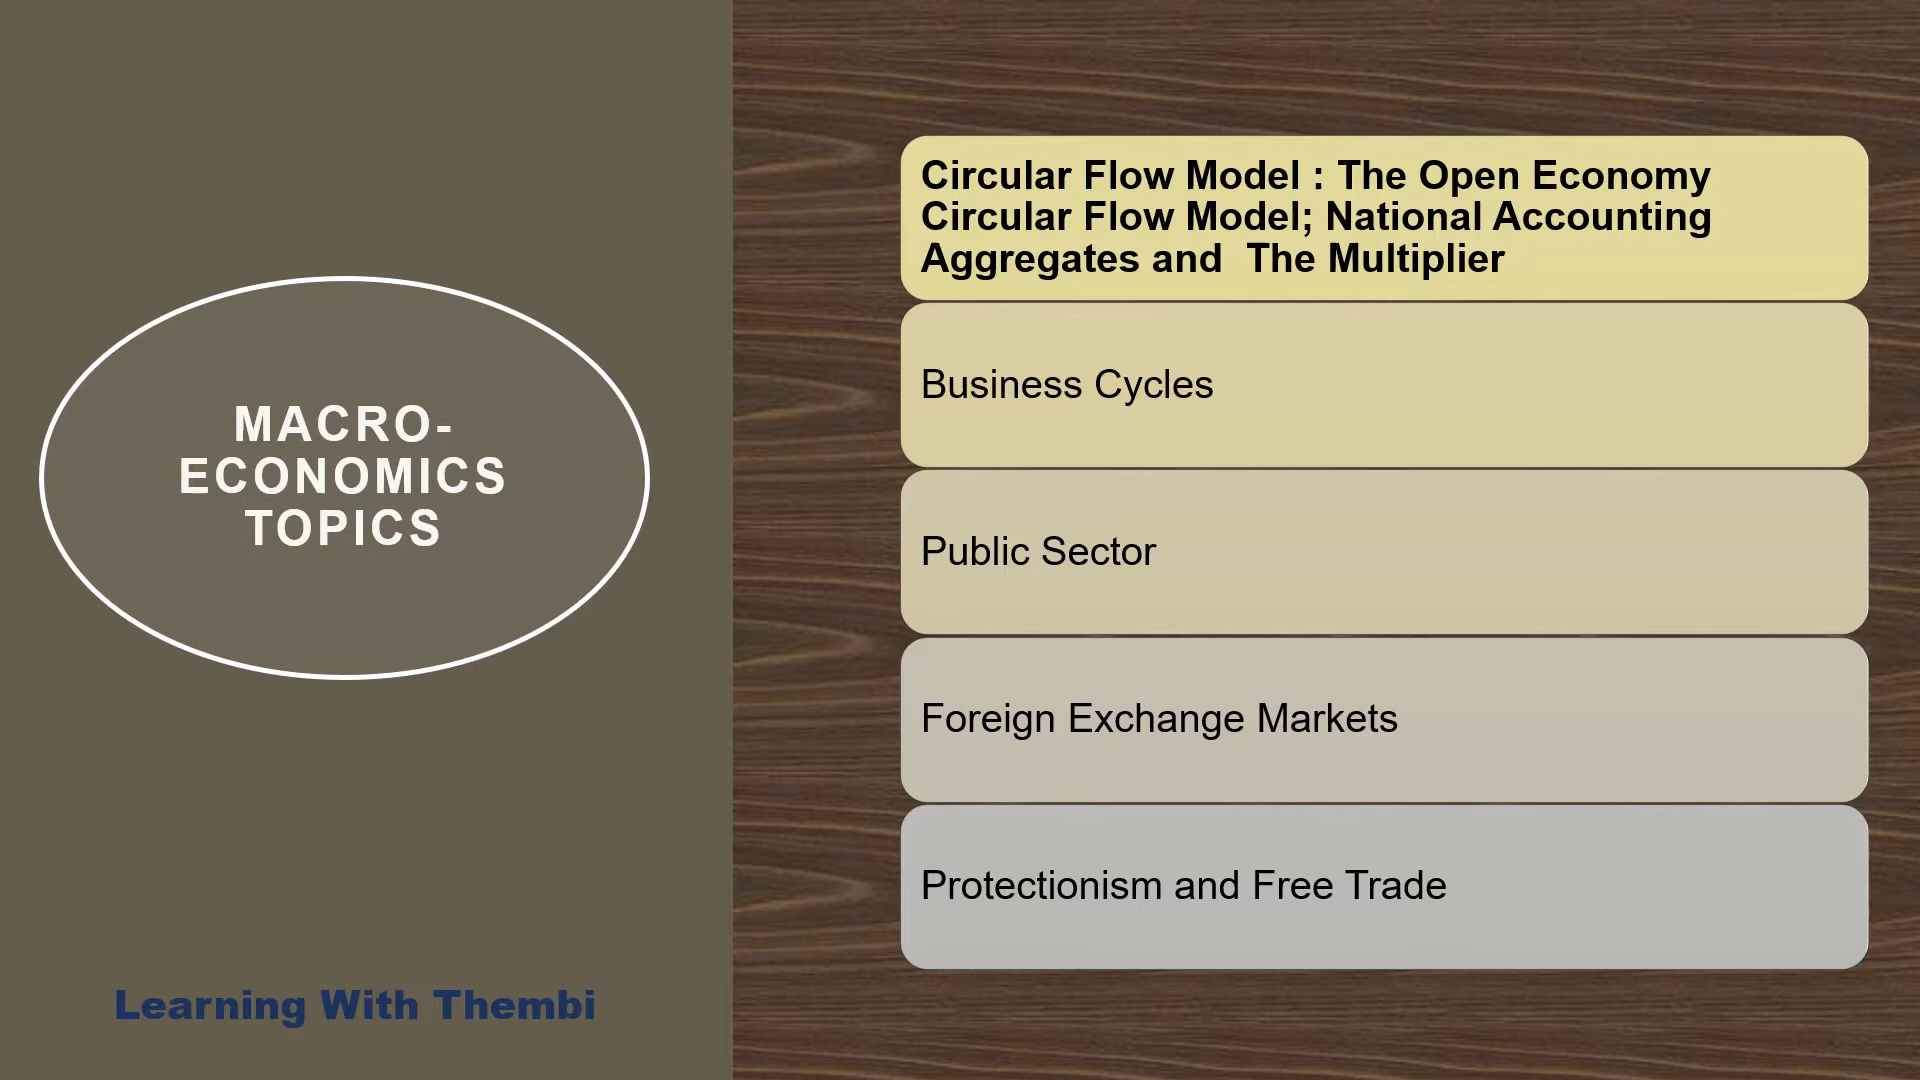 MACRO-
ECONOMICS
TOPICS
Learning With Thembi
Circular Flow Model : The Open Economy
Circular Flow Model; National Accounting
Aggregates and  The Multiplier
Business Cycles
Public Sector
Foreign Exchange Markets
Protectionism and Free Trade